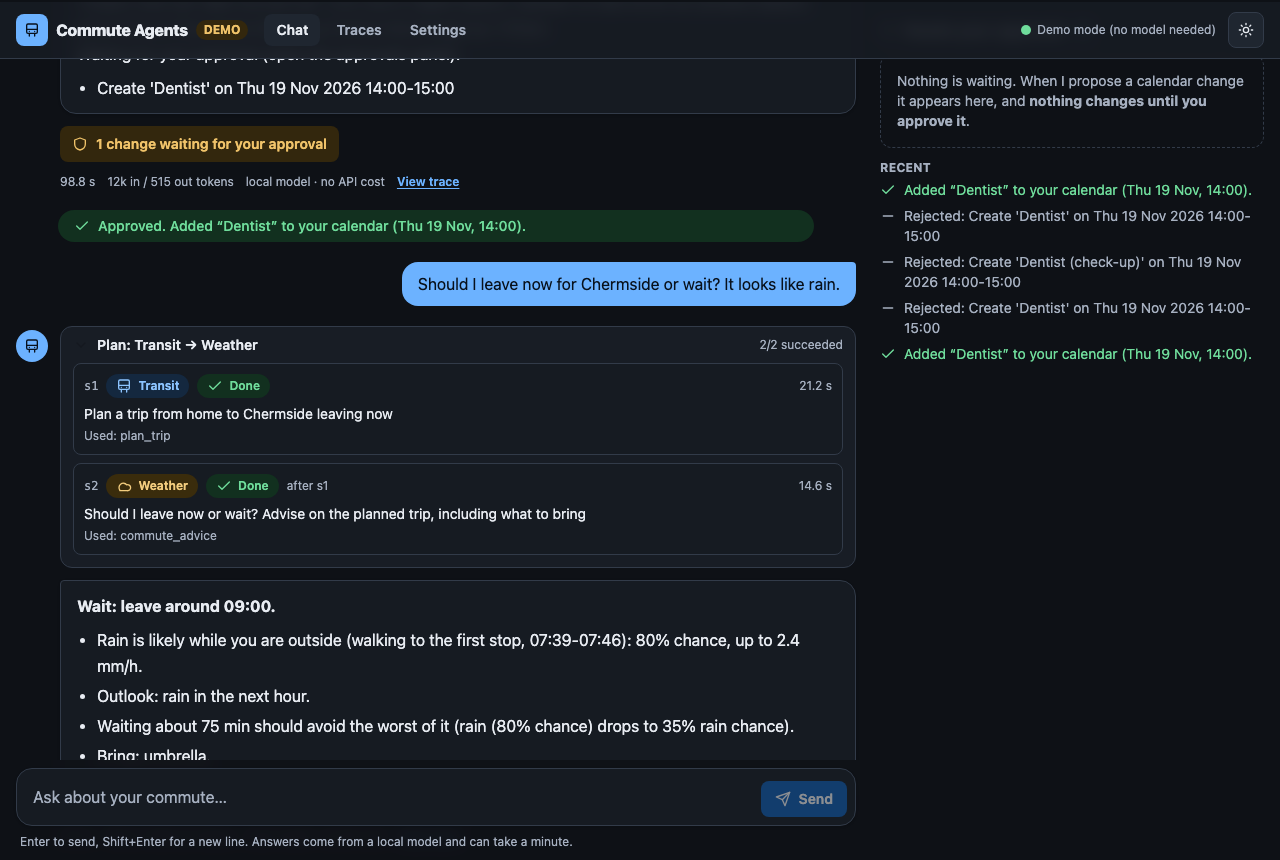 Commute Agents DEMO Chat Traces Settings Demo mode (no model needed)
Waiting for your approval (open the approvals panel).
• Create 'Dentist' on Thu 19 Nov 2026 14:00-15:00
1 change waiting for your approval
98.8 s 12k in / 515 out tokens local model · no API cost View trace
Approved. Added “Dentist” to your calendar (Thu 19 Nov, 14:00).
Should I leave now for Chermside or wait? It looks like rain.
Plan: Transit → Weather 2/2 succeeded
s1 Transit Done 21.2 s
Plan a trip from home to Chermside leaving now
Used: plan_trip
s2 Weather Done after s1 14.6 s
Should I leave now or wait? Advise on the planned trip, including what to bring
Used: commute_advice
Wait: leave around 09:00.
• Rain is likely while you are outside (walking to the first stop, 07:39-07:46): 80% chance, up to 2.4
mm/h.
• Outlook: rain in the next hour.
• Waiting about 75 min should avoid the worst of it (rain (80% chance) drops to 35% rain chance).
• Bring: umbrella
Ask about your commute...
Send
Enter to send, Shift+Enter for a new line. Answers come from a local model and can take a minute.
Nothing is waiting. When I propose a calendar change
it appears here, and nothing changes until you
approve it.
RECENT
Added “Dentist” to your calendar (Thu 19 Nov, 14:00).
Rejected: Create 'Dentist' on Thu 19 Nov 2026 14:00-
15:00
Rejected: Create 'Dentist (check-up)' on Thu 19 Nov
2026 14:00-15:00
Rejected: Create 'Dentist' on Thu 19 Nov 2026 14:00-
15:00
Added “Dentist” to your calendar (Thu 19 Nov, 14:00).